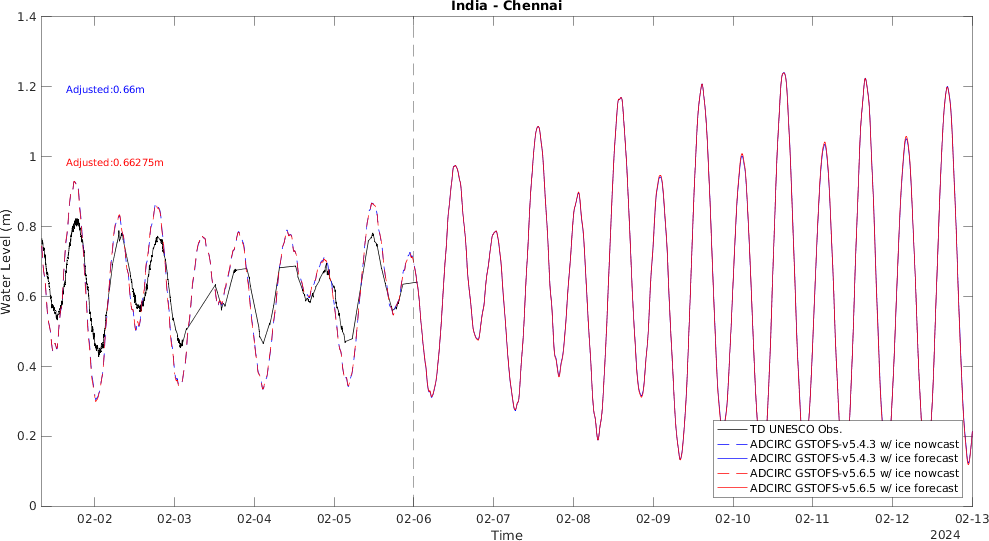 India - Chennai
Water Level (m)
1.4
1.2
1
0.8
0.6
0.4
0.2
0
Adjusted:0.66m
Adjusted:0.66275m
TD UNESCO Obs.
ADCIRC GSTOFS-v5.4.3 w/ ice nowcast
ADCIRC GSTOFS-v5.4.3 w/ ice forecast
ADCIRC GSTOFS-v5.6.5 w/ ice nowcast
ADCIRC GSTOFS-v5.6.5 w/ ice forecast
02-02 02-03 02-04 02-05 02-06 02-07 02-08 02-09 02-10 02-11 02-12 02-13
Time
2024